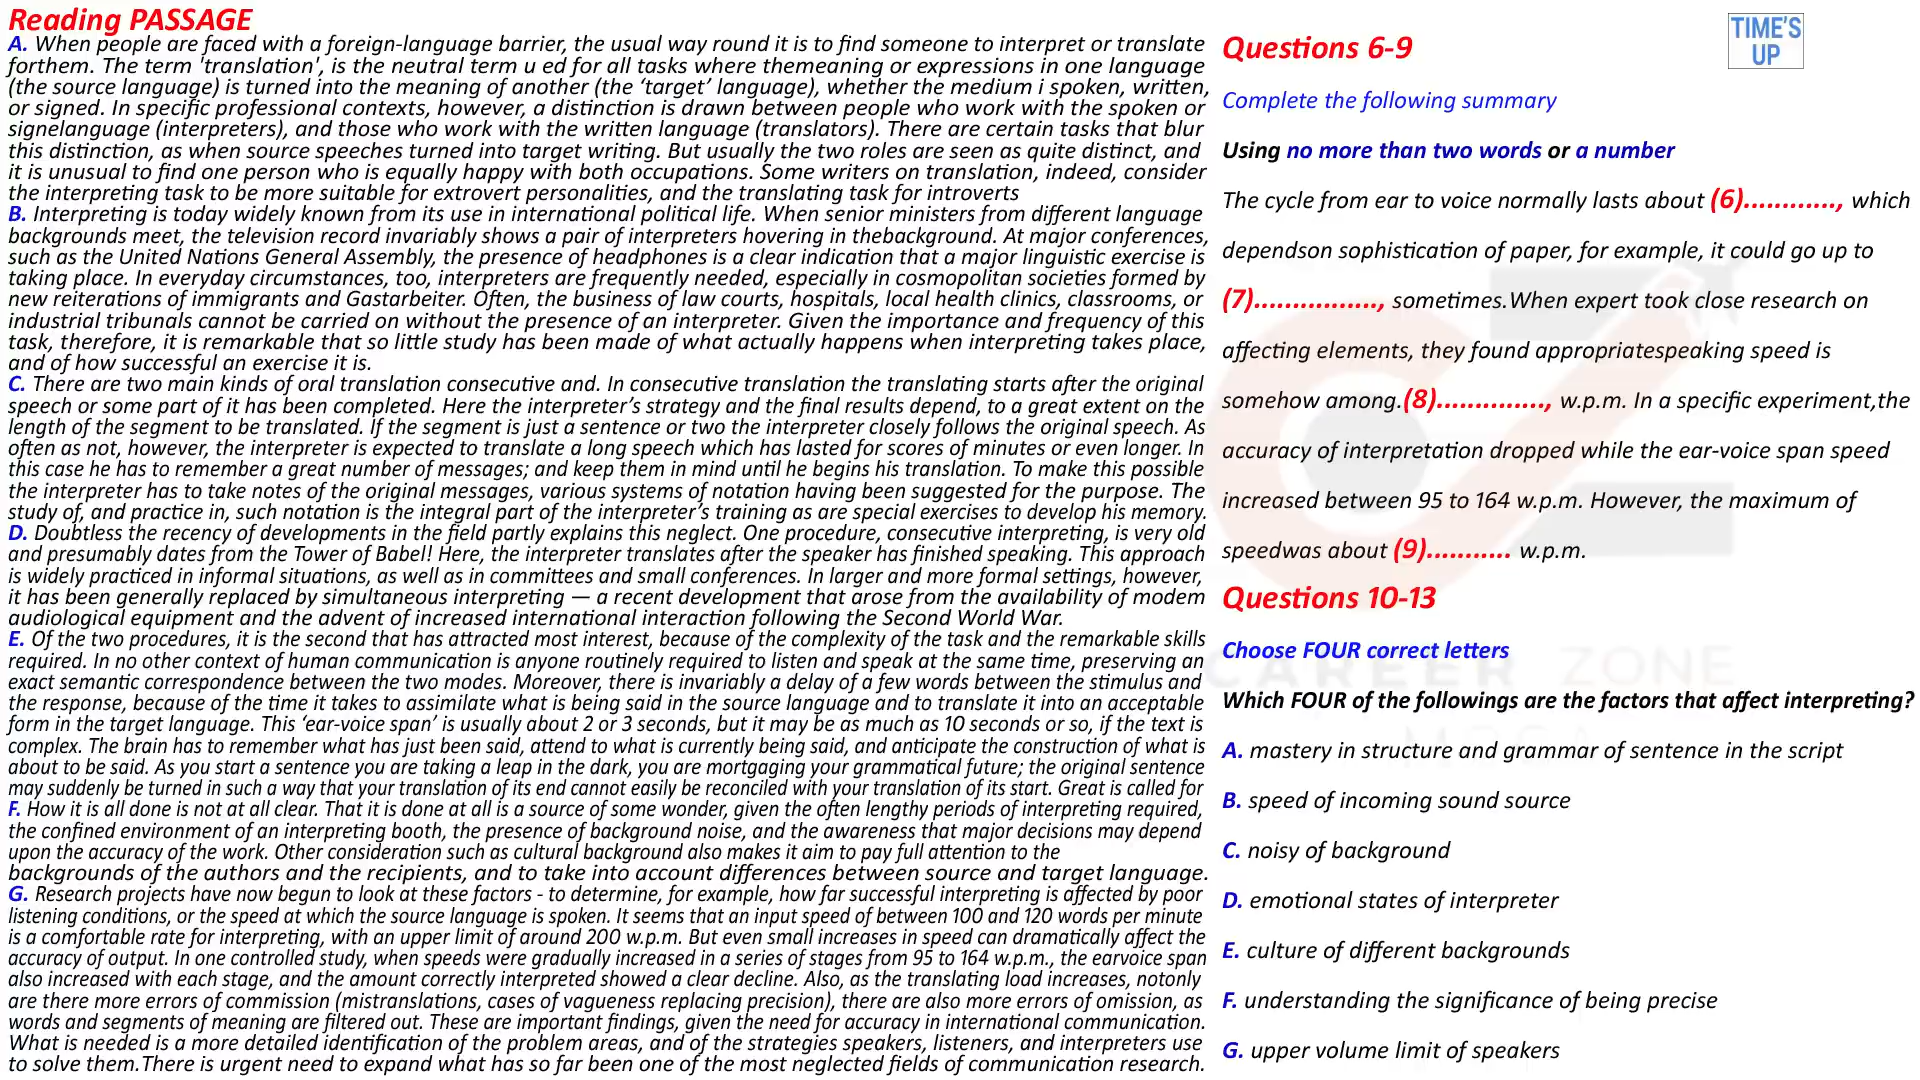 Reading PASSAGE
A. When people are faced with a foreign-language barrier, the usual way round it is to find someone to interpret or translate
forthem. The term 'translation', is the neutral term u ed for all tasks where themeaning or expressions in one language
(the source language) is turned into the meaning of another (the ‘target’ language), whether the medium i spoken, written,
or signed. In specific professional contexts, however, a distinction is drawn between people who work with the spoken or
signelanguage (interpreters), and those who work with the written language (translators). There are certain tasks that blur
this distinction, as when source speeches turned into target writing. But usually the two roles are seen as quite distinct, and
it is unusual to find one person who is equally happy with both occupations. Some writers on translation, indeed, consider
the interpreting task to be more suitable for extrovert personalities, and the translating task for introverts
B. Interpreting is today widely known from its use in international political life. When senior ministers from different language
backgrounds meet, the television record invariably shows a pair of interpreters hovering in thebackground. At major conferences,
such as the United Nations General Assembly, the presence of headphones is a clear indication that a major linguistic exercise is
taking place. In everyday circumstances, too, interpreters are frequently needed, especially in cosmopolitan societies formed by
new reiterations of immigrants and Gastarbeiter. Often, the business of law courts, hospitals, local health clinics, classrooms, or
industrial tribunals cannot be carried on without the presence of an interpreter. Given the importance and frequency of this
task, therefore, it is remarkable that so little study has been made of what actually happens when interpreting takes place,
and of how successful an exercise it is.
C. There are two main kinds of oral translation consecutive and. In consecutive translation the translating starts after the original
speech or some part of it has been completed. Here the interpreter’s strategy and the final results depend, to a great extent on the
length of the segment to be translated. If the segment is just a sentence or two the interpreter closely follows the original speech. As
often as not, however, the interpreter is expected to translate a long speech which has lasted for scores of minutes or even longer. In
this case he has to remember a great number of messages; and keep them in mind until he begins his translation. To make this possible
the interpreter has to take notes of the original messages, various systems of notation having been suggested for the purpose. The
study of, and practice in, such notation is the integral part of the interpreter’s training as are special exercises to develop his memory.
D. Doubtless the recency of developments in the field partly explains this neglect. One procedure, consecutive interpreting, is very old
and presumably dates from the Tower of Babel! Here, the interpreter translates after the speaker has finished speaking. This approach
is widely practiced in informal situations, as well as in committees and small conferences. In larger and more formal settings, however,
it has been generally replaced by simultaneous interpreting — a recent development that arose from the availability of modem
audiological equipment and the advent of increased international interaction following the Second World War.
E. Of the two procedures, it is the second that has attracted most interest, because of the complexity of the task and the remarkable skills
required. In no other context of human communication is anyone routinely required to listen and speak at the same time, preserving an
exact semantic correspondence between the two modes. Moreover, there is invariably a delay of a few words between the stimulus and
the response, because of the time it takes to assimilate what is being said in the source language and to translate it into an acceptable
form in the target language. This ‘ear-voice span’ is usually about 2 or 3 seconds, but it may be as much as 10 seconds or so, if the text is
complex. The brain has to remember what has just been said, attend to what is currently being said, and anticipate the construction of what is
about to be said. As you start a sentence you are taking a leap in the dark, you are mortgaging your grammatical future; the original sentence
may suddenly be turned in such a way that your translation of its end cannot easily be reconciled with your translation of its start. Great is called for
F. How it is all done is not at all clear. That it is done at all is a source of some wonder, given the often lengthy periods of interpreting required,
the confined environment of an interpreting booth, the presence of background noise, and the awareness that major decisions may depend
upon the accuracy of the work. Other consideration such as cultural background also makes it aim to pay full attention to the
backgrounds of the authors and the recipients, and to take into account differences between source and target language.
G. Research projects have now begun to look at these factors - to determine, for example, how far successful interpreting is affected by poor
listening conditions, or the speed at which the source language is spoken. It seems that an input speed of between 100 and 120 words per minute
is a comfortable rate for interpreting, with an upper limit of around 200 w.p.m. But even small increases in speed can dramatically affect the
accuracy of output. In one controlled study, when speeds were gradually increased in a series of stages from 95 to 164 w.p.m., the earvoice span
also increased with each stage, and the amount correctly interpreted showed a clear decline. Also, as the translating load increases, notonly
are there more errors of commission (mistranslations, cases of vagueness replacing precision), there are also more errors of omission, as
words and segments of meaning are filtered out. These are important findings, given the need for accuracy in international communication.
What is needed is a more detailed identification of the problem areas, and of the strategies speakers, listeners, and interpreters use
to solve them.There is urgent need to expand what has so far been one of the most neglected fields of communication research.
Questions 6-9
TIME'S
UP
Complete the following summary
Using no more than two words or a number
The cycle from ear to voice normally lasts about (6)............, which
dependson sophistication of paper, for example, it could go up to
(7)................, sometimes.When expert took close research on
affecting elements, they found appropriatespeaking speed is
somehow among.(8).............., w.p.m. In a specific experiment,the
accuracy of interpretation dropped while the ear-voice span speed
increased between 95 to 164 w.p.m. However, the maximum of
speedwas about (9)........... w.p.m.
Questions 10-13
Choose FOUR correct letters
CAREER ZONE
Which FOUR of the followings are the factors that affect interpreting?
A. mastery in structure and grammar of sentence in the script
B. speed of incoming sound source
C. noisy of background
D. emotional states of interpreter
E. culture of different backgrounds
F. understanding the significance of being precise
G. upper volume limit of speakers